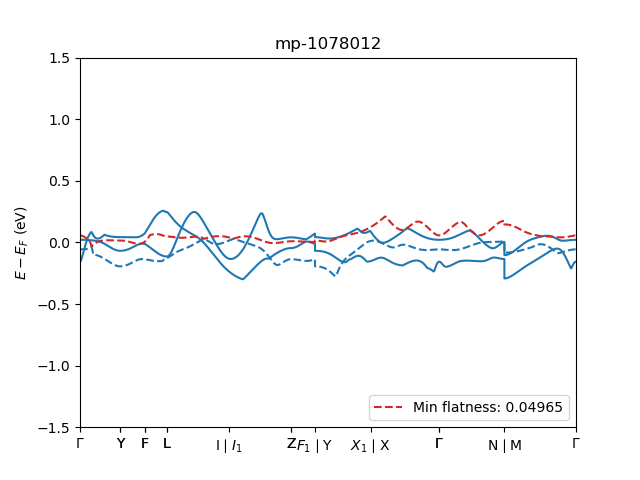 mp-1078012
1.5
1.0
0.5
0.0
−0.5
−1.0
−1.5
E − E_F (eV)
Min flatness: 0.04965
Γ Y F L I | I₁ Z F₁ | Y X₁ | X Γ N | M Γ